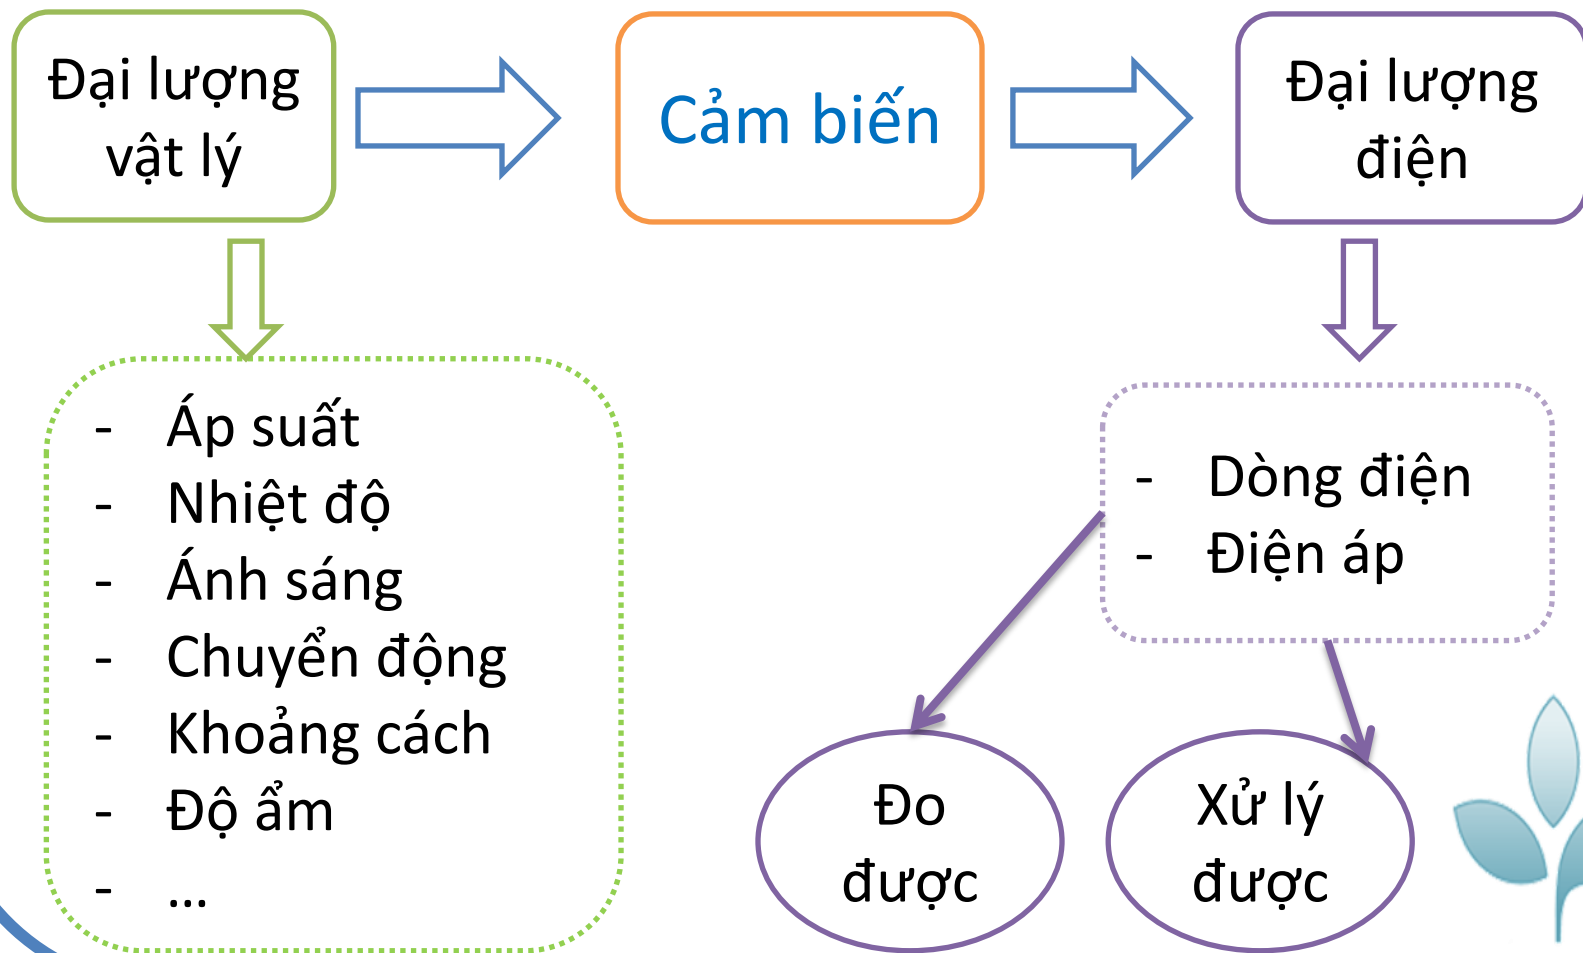 Đại lượng
vật lý
Cảm biến
Đại lượng
điện
- Áp suất
- Nhiệt độ
- Ánh sáng
- Chuyển động
- Khoảng cách
- Độ ẩm
- ...
- Dòng điện
- Điện áp
Đo
được
Xử lý
được